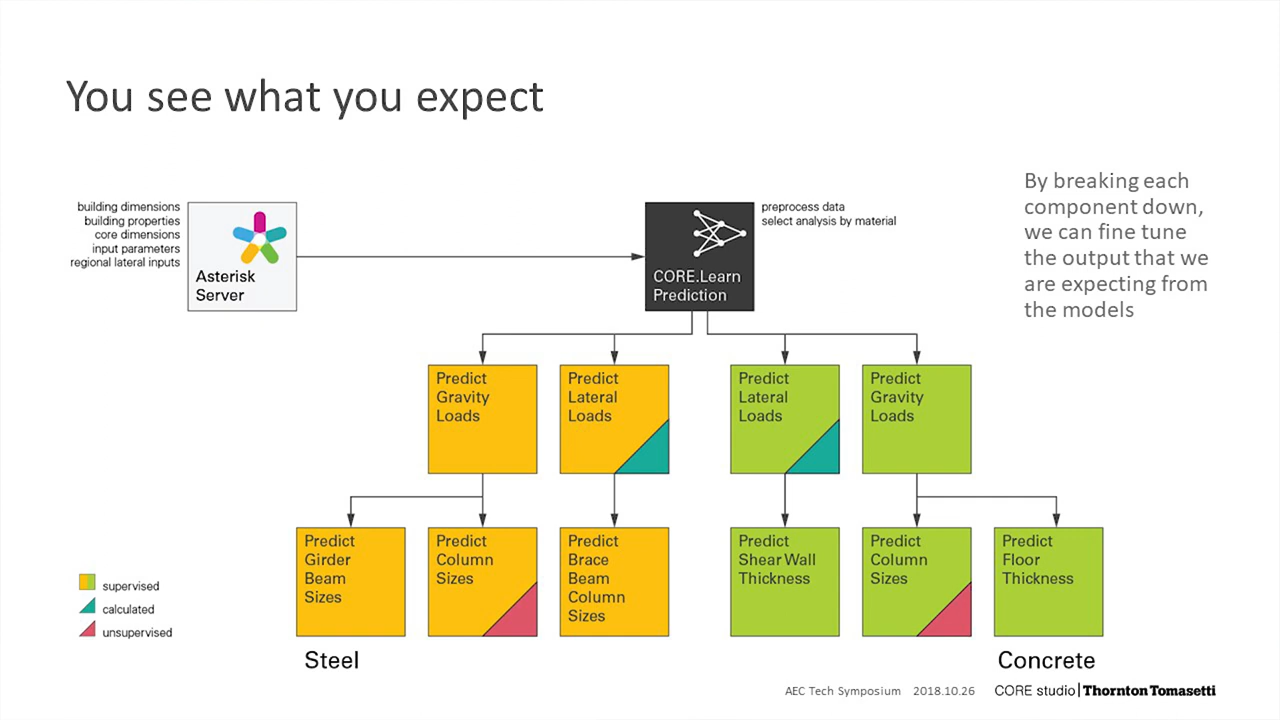 You see what you expect
building dimensions
building properties
core dimensions
input parameters
regional lateral inputs
Asterisk
Server
CORE.Learn
Prediction
preprocess data
select analysis by material
By breaking each
component down,
we can fine tune
the output that we
are expecting from
the models
Predict
Gravity
Loads
Predict
Lateral
Loads
Predict
Lateral
Loads
Predict
Gravity
Loads
Predict
Girder
Beam
Sizes
Predict
Column
Sizes
Predict
Brace
Beam
Column
Sizes
Predict
Shear Wall
Thickness
Predict
Column
Sizes
Predict
Floor
Thickness
supervised
calculated
unsupervised
Steel
Concrete
AEC Tech Symposium 2018.10.26 CORE studio|Thornton Tomasetti